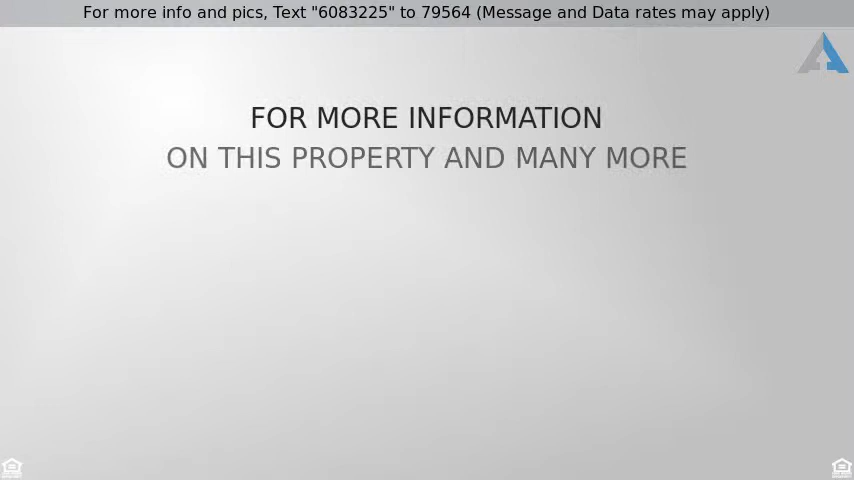 For more info and pics, Text "6083225" to 79564 (Message and Data rates may apply)
FOR MORE INFORMATION
ON THIS PROPERTY AND MANY MORE